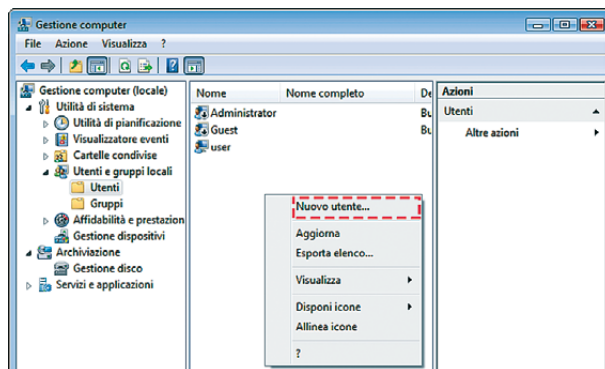 Gestione computer
File Azione Visualizza ?
Gestione computer (locale)
Utilità di sistema
Utilità di pianificazione
Visualizzatore eventi
Cartelle condivise
Utenti e gruppi locali
Utenti
Gruppi
Affidabilità e prestazion
Gestione dispositivi
Archiviazione
Gestione disco
Servizi e applicazioni
Nome Nome completo De
Administrator Bu
Guest Bu
user
Nuovo utente...
Aggiorna
Esporta elenco...
Visualizza
Disponi icone
Allinea icone
?
Azioni
Utenti
Altre azioni